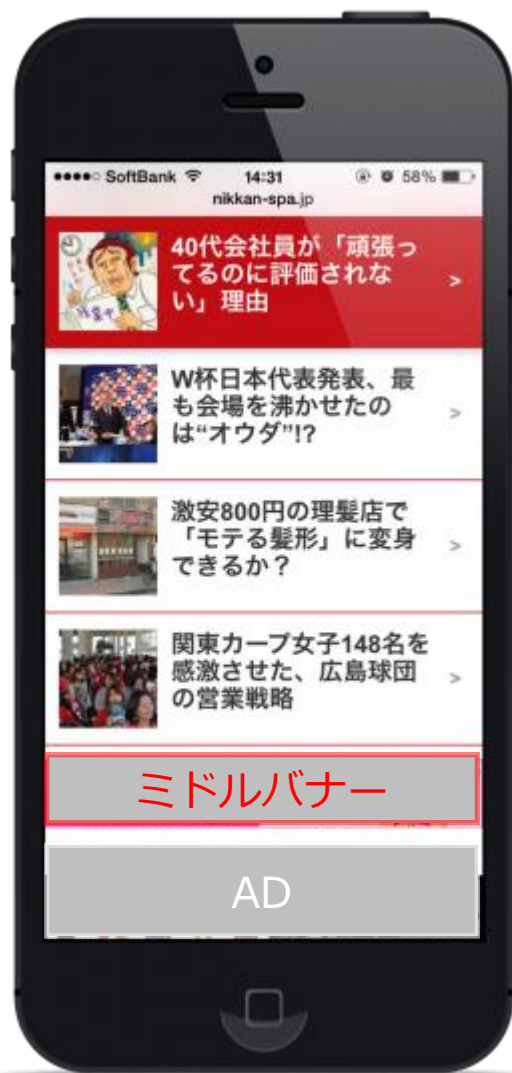 SoftBank 14:31 58%
nikkan-spa.jp
40代会社員が「頑張っ
てるのに評価されな
い」理由
W杯日本代表発表、最
も会場を沸かせたの
は“オウダ”!?
激安800円の理髪店で
「モテる髪形」に変身
できるか？
関東カープ女子148名を
感激させた、広島球団
の営業戦略
ミドルバナー
AD